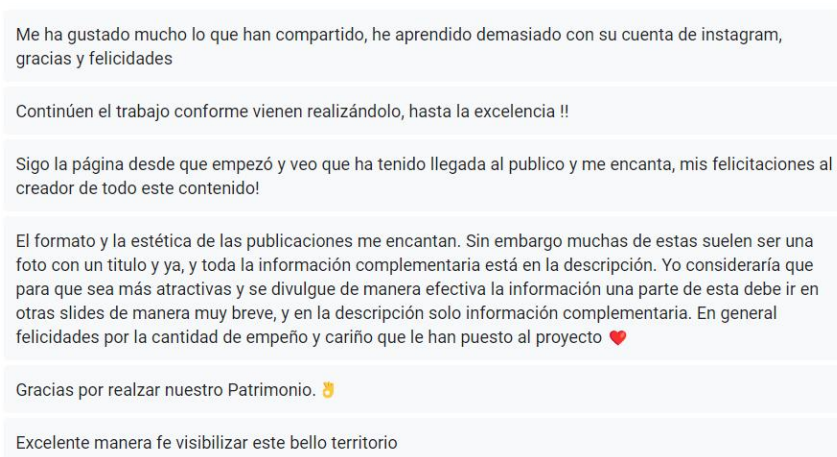 Me ha gustado mucho lo que han compartido, he aprendido demasiado con su cuenta de instagram,
gracias y felicidades
Continúen el trabajo conforme vienen realizándolo, hasta la excelencia !!
Sigo la página desde que empezó y veo que ha tenido llegada al publico y me encanta, mis felicitaciones al
creador de todo este contenido!
El formato y la estética de las publicaciones me encantan. Sin embargo muchas de estas suelen ser una
foto con un titulo y ya, y toda la información complementaria está en la descripción. Yo consideraría que
para que sea más atractivas y se divulgue de manera efectiva la información una parte de esta debe ir en
otras slides de manera muy breve, y en la descripción solo información complementaria. En general
felicidades por la cantidad de empeño y cariño que le han puesto al proyecto ❤️
Gracias por realzar nuestro Patrimonio. 👌
Excelente manera fe visibilizar este bello territorio